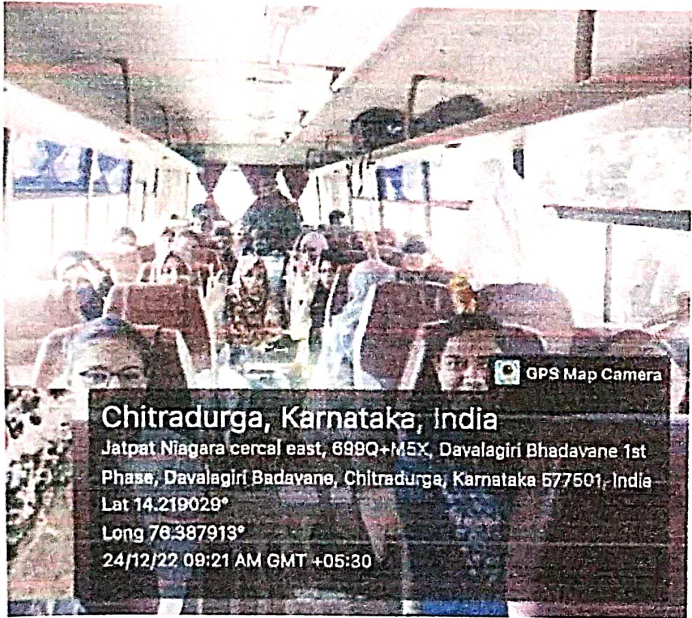 GPS Map Camera
Chitradurga, Karnataka, India
Jatpat Niagara cercal east, 699Q+M5X, Davalagiri Bhadavane 1st
Phase, Davalagiri Badavane, Chitradurga, Karnataka 577501, India
Lat 14.219029°
Long 76.387913°
24/12/22 09:21 AM GMT +05:30